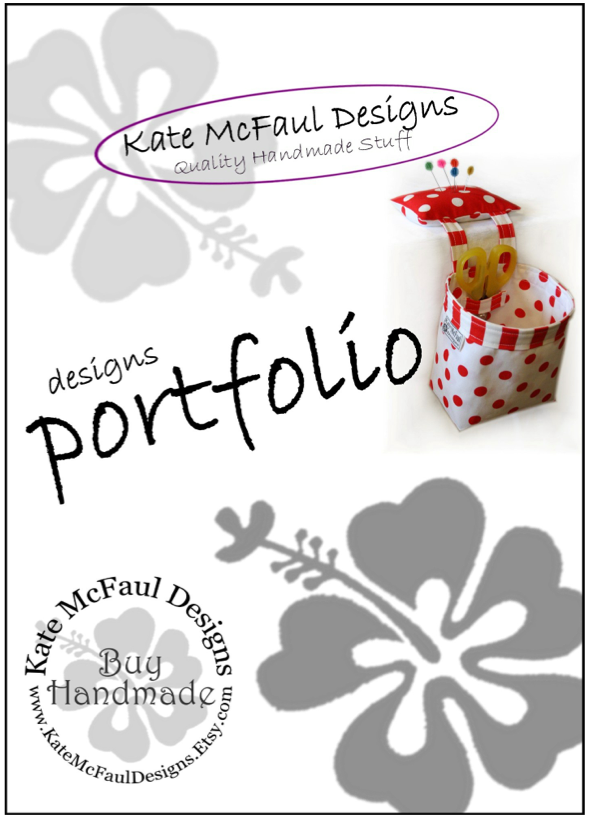 Kate McFaul Designs
Quality Handmade Stuff
designs
portfolio
Kate McFaul Designs
Buy
Handmade
www.KateMcFaulDesigns.Etsy.com